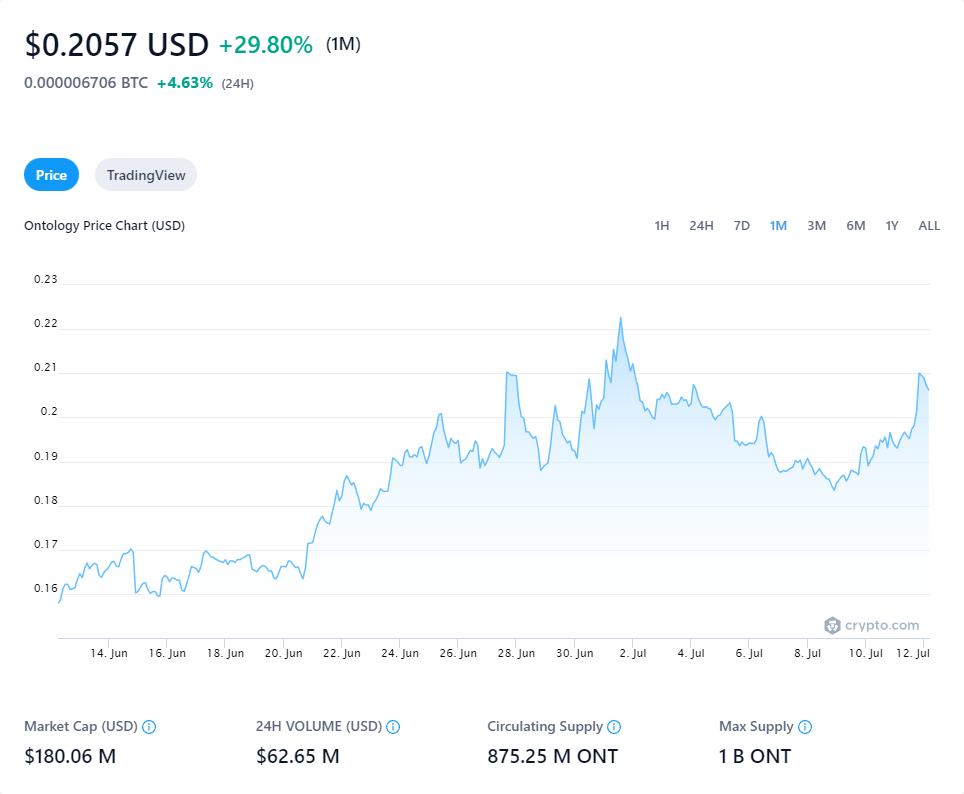 $0.2057 USD +29.80% (1M)
0.000006706 BTC +4.63% (24H)
Price TradingView
Ontology Price Chart (USD) 1H 24H 7D 1M 3M 6M 1Y ALL
0.23
0.22
0.21
0.2
0.19
0.18
0.17
0.16
crypto.com
14. Jun 16. Jun 18. Jun 20. Jun 22. Jun 24. Jun 26. Jun 28. Jun 30. Jun 2. Jul 4. Jul 6. Jul 8. Jul 10. Jul 12. Jul
Market Cap (USD) 24H VOLUME (USD) Circulating Supply Max Supply
$180.06 M $62.65 M 875.25 M ONT 1 B ONT